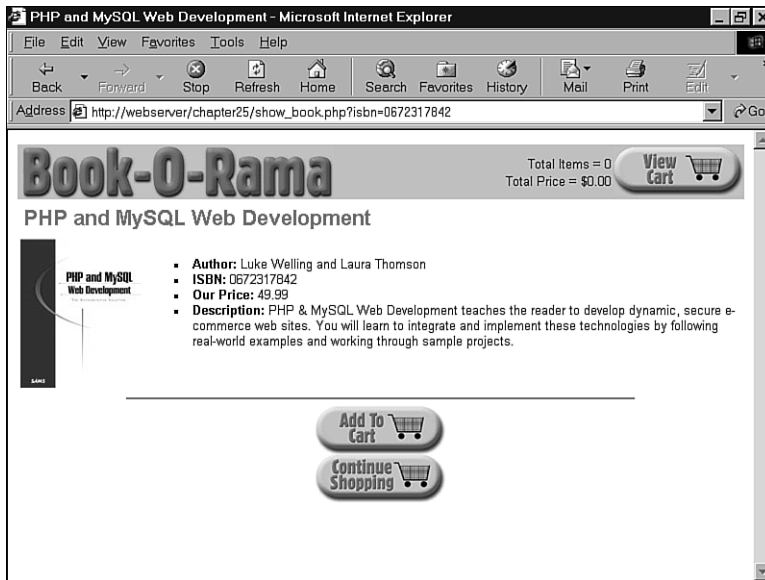 PHP and MySQL Web Development - Microsoft Internet Explorer
File Edit View Favorites Tools Help
Back Forward Stop Refresh Home Search Favorites History Mail Print Edit
Address http://webserver/chapter25/show_book.php?isbn=0672317842 Go
Book-O-Rama
Total Items = 0
Total Price = $0.00
View
Cart
PHP and MySQL Web Development
PHP and MySQL
Web Development
SAMS
Author: Luke Welling and Laura Thomson
ISBN: 0672317842
Our Price: 49.99
Description: PHP & MySQL Web Development teaches the reader to develop dynamic, secure e-
commerce web sites. You will learn to integrate and implement these technologies by following
real-world examples and working through sample projects.
Add To
Cart
Continue
Shopping